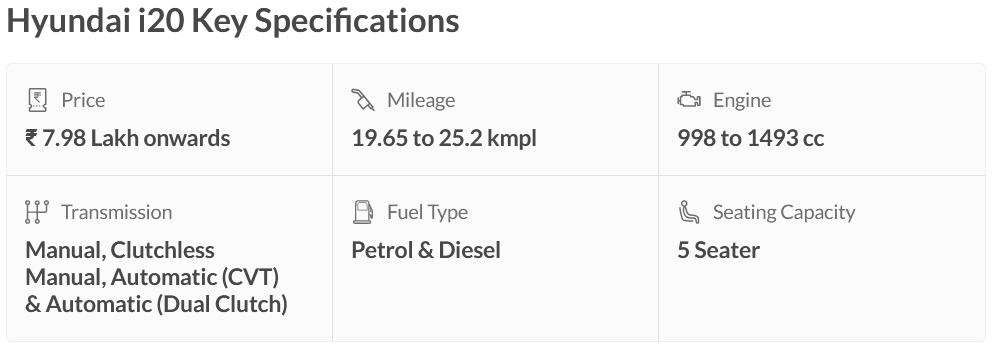 Hyundai i20 Key Specifications
Price
₹ 7.98 Lakh onwards
Mileage
19.65 to 25.2 kmpl
Engine
998 to 1493 cc
Transmission
Manual, Clutchless
Manual, Automatic (CVT)
& Automatic (Dual Clutch)
Fuel Type
Petrol & Diesel
Seating Capacity
5 Seater